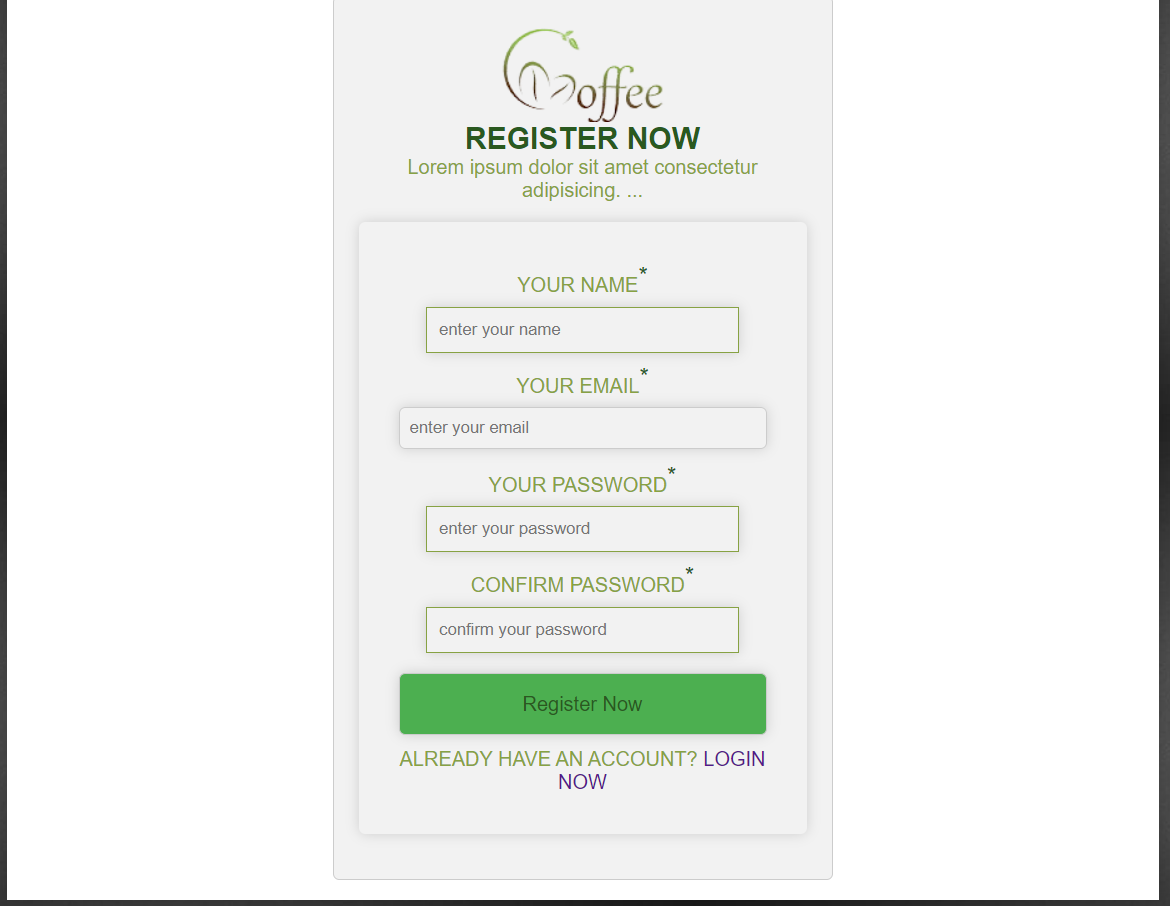 Coffee
REGISTER NOW
Lorem ipsum dolor sit amet consectetur
adipisicing. ...
YOUR NAME*
enter your name
YOUR EMAIL*
enter your email
YOUR PASSWORD*
enter your password
CONFIRM PASSWORD*
confirm your password
Register Now
ALREADY HAVE AN ACCOUNT? LOGIN
NOW